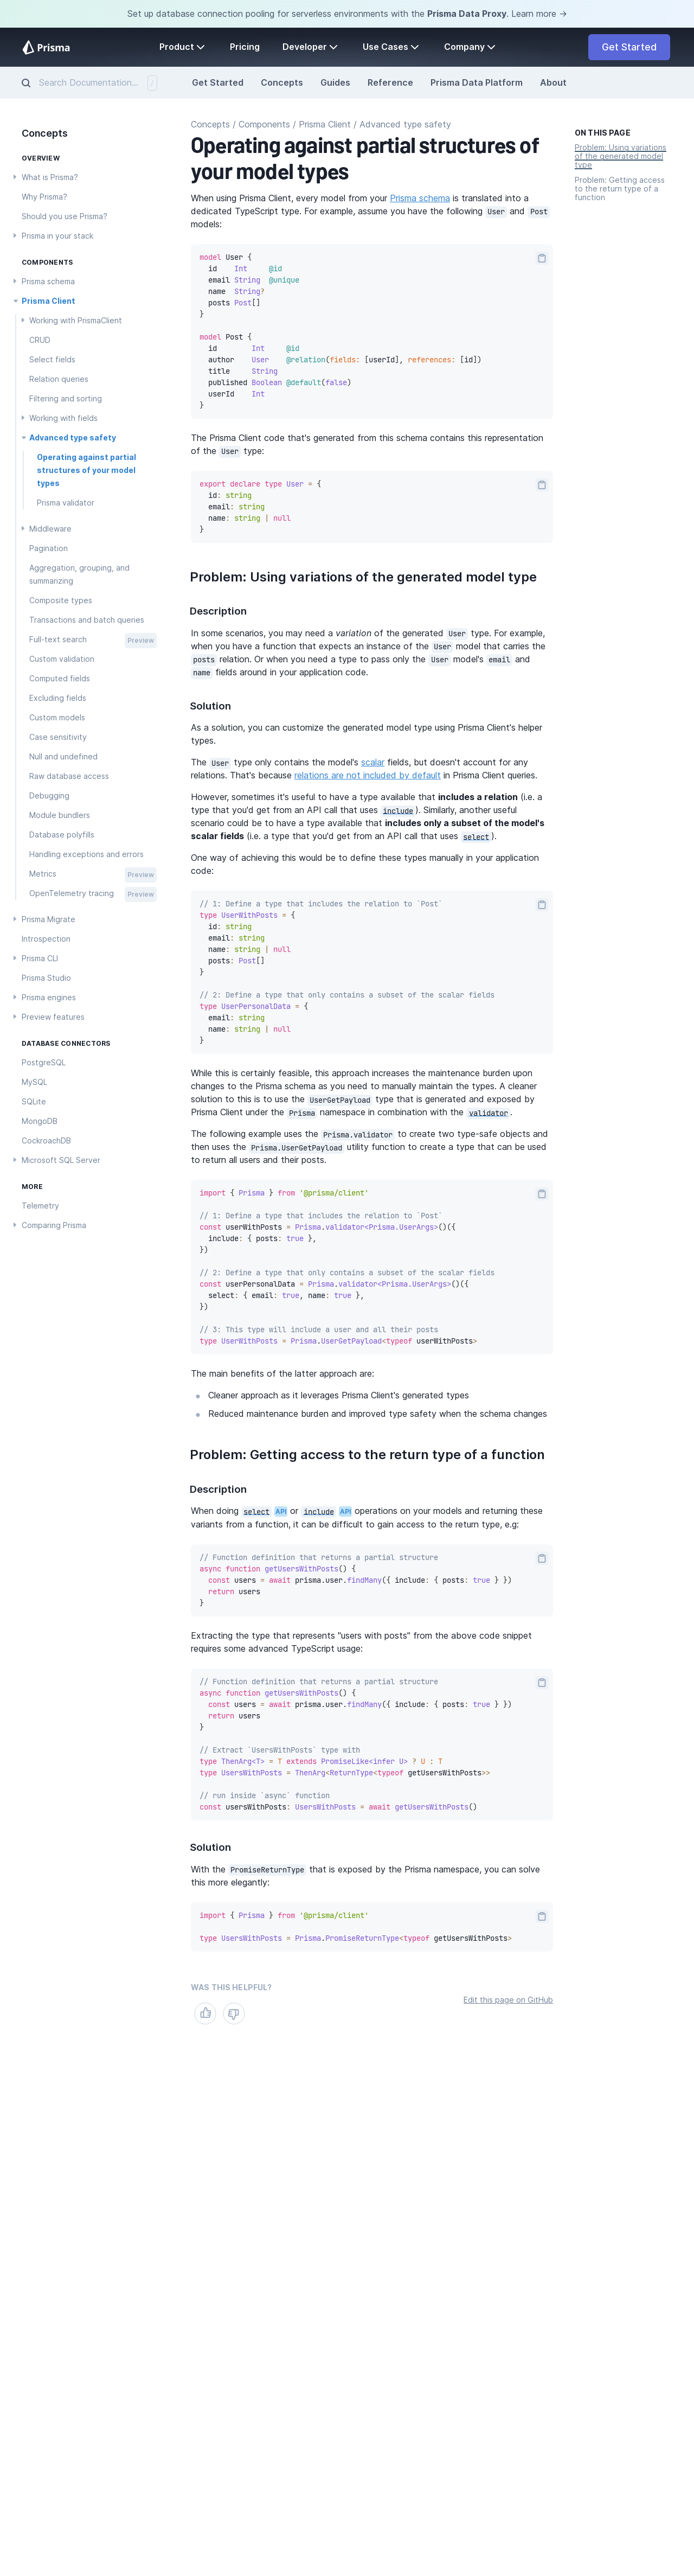 Set up database connection pooling for serverless environments with the Prisma Data Proxy. Learn more →
Prisma
Product
Pricing
Developer
Use Cases
Company
Get Started
Search Documentation...
/
Get Started
Concepts
Guides
Reference
Prisma Data Platform
About
Concepts
OVERVIEW
What is Prisma?
Why Prisma?
Should you use Prisma?
Prisma in your stack
COMPONENTS
Prisma schema
Prisma Client
Working with PrismaClient
CRUD
Select fields
Relation queries
Filtering and sorting
Working with fields
Advanced type safety
Operating against partial
structures of your model
types
Prisma validator
Middleware
Pagination
Aggregation, grouping, and
summarizing
Composite types
Transactions and batch queries
Full-text search Preview
Custom validation
Computed fields
Excluding fields
Custom models
Case sensitivity
Null and undefined
Raw database access
Debugging
Module bundlers
Database polyfills
Handling exceptions and errors
Metrics Preview
OpenTelemetry tracing Preview
Prisma Migrate
Introspection
Prisma CLI
Prisma Studio
Prisma engines
Preview features
DATABASE CONNECTORS
PostgreSQL
MySQL
SQLite
MongoDB
CockroachDB
Microsoft SQL Server
MORE
Telemetry
Comparing Prisma
Concepts / Components / Prisma Client / Advanced type safety
Operating against partial structures of
your model types
When using Prisma Client, every model from your Prisma schema is translated into a
dedicated TypeScript type. For example, assume you have the following User and Post
models:
model User {
  id    Int     @id
  email String  @unique
  name  String?
  posts Post[]
}
model Post {
  id        Int     @id
  author    User    @relation(fields: [userId], references: [id])
  title     String
  published Boolean @default(false)
  userId    Int
}
The Prisma Client code that's generated from this schema contains this representation
of the User type:
export declare type User = {
  id: string
  email: string
  name: string | null
}
Problem: Using variations of the generated model type
Description
In some scenarios, you may need a variation of the generated User type. For example,
when you have a function that expects an instance of the User model that carries the
posts relation. Or when you need a type to pass only the User model's email and
name fields around in your application code.
Solution
As a solution, you can customize the generated model type using Prisma Client's helper
types.
The User type only contains the model's scalar fields, but doesn't account for any
relations. That's because relations are not included by default in Prisma Client queries.
However, sometimes it's useful to have a type available that includes a relation (i.e. a
type that you'd get from an API call that uses include). Similarly, another useful
scenario could be to have a type available that includes only a subset of the model's
scalar fields (i.e. a type that you'd get from an API call that uses select).
One way of achieving this would be to define these types manually in your application
code:
// 1: Define a type that includes the relation to `Post`
type UserWithPosts = {
  id: string
  email: string
  name: string | null
  posts: Post[]
}
// 2: Define a type that only contains a subset of the scalar fields
type UserPersonalData = {
  email: string
  name: string | null
}
While this is certainly feasible, this approach increases the maintenance burden upon
changes to the Prisma schema as you need to manually maintain the types. A cleaner
solution to this is to use the UserGetPayload type that is generated and exposed by
Prisma Client under the Prisma namespace in combination with the validator.
The following example uses the Prisma.validator to create two type-safe objects and
then uses the Prisma.UserGetPayload utility function to create a type that can be used
to return all users and their posts.
import { Prisma } from '@prisma/client'
// 1: Define a type that includes the relation to `Post`
const userWithPosts = Prisma.validator<Prisma.UserArgs>()({
  include: { posts: true },
})
// 2: Define a type that only contains a subset of the scalar fields
const userPersonalData = Prisma.validator<Prisma.UserArgs>()({
  select: { email: true, name: true },
})
// 3: This type will include a user and all their posts
type UserWithPosts = Prisma.UserGetPayload<typeof userWithPosts>
The main benefits of the latter approach are:
Cleaner approach as it leverages Prisma Client's generated types
Reduced maintenance burden and improved type safety when the schema changes
Problem: Getting access to the return type of a function
Description
When doing select API or include API operations on your models and returning these
variants from a function, it can be difficult to gain access to the return type, e.g:
// Function definition that returns a partial structure
async function getUsersWithPosts() {
  const users = await prisma.user.findMany({ include: { posts: true } })
  return users
}
Extracting the type that represents "users with posts" from the above code snippet
requires some advanced TypeScript usage:
// Function definition that returns a partial structure
async function getUsersWithPosts() {
  const users = await prisma.user.findMany({ include: { posts: true } })
  return users
}
// Extract `UsersWithPosts` type with
type ThenArg<T> = T extends PromiseLike<infer U> ? U : T
type UsersWithPosts = ThenArg<ReturnType<typeof getUsersWithPosts>>
// run inside `async` function
const usersWithPosts: UsersWithPosts = await getUsersWithPosts()
Solution
With the PromiseReturnType that is exposed by the Prisma namespace, you can solve
this more elegantly:
import { Prisma } from '@prisma/client'
type UsersWithPosts = Prisma.PromiseReturnType<typeof getUsersWithPosts>
WAS THIS HELPFUL?
Edit this page on GitHub
ON THIS PAGE
Problem: Using variations
of the generated model
type
Problem: Getting access
to the return type of a
function